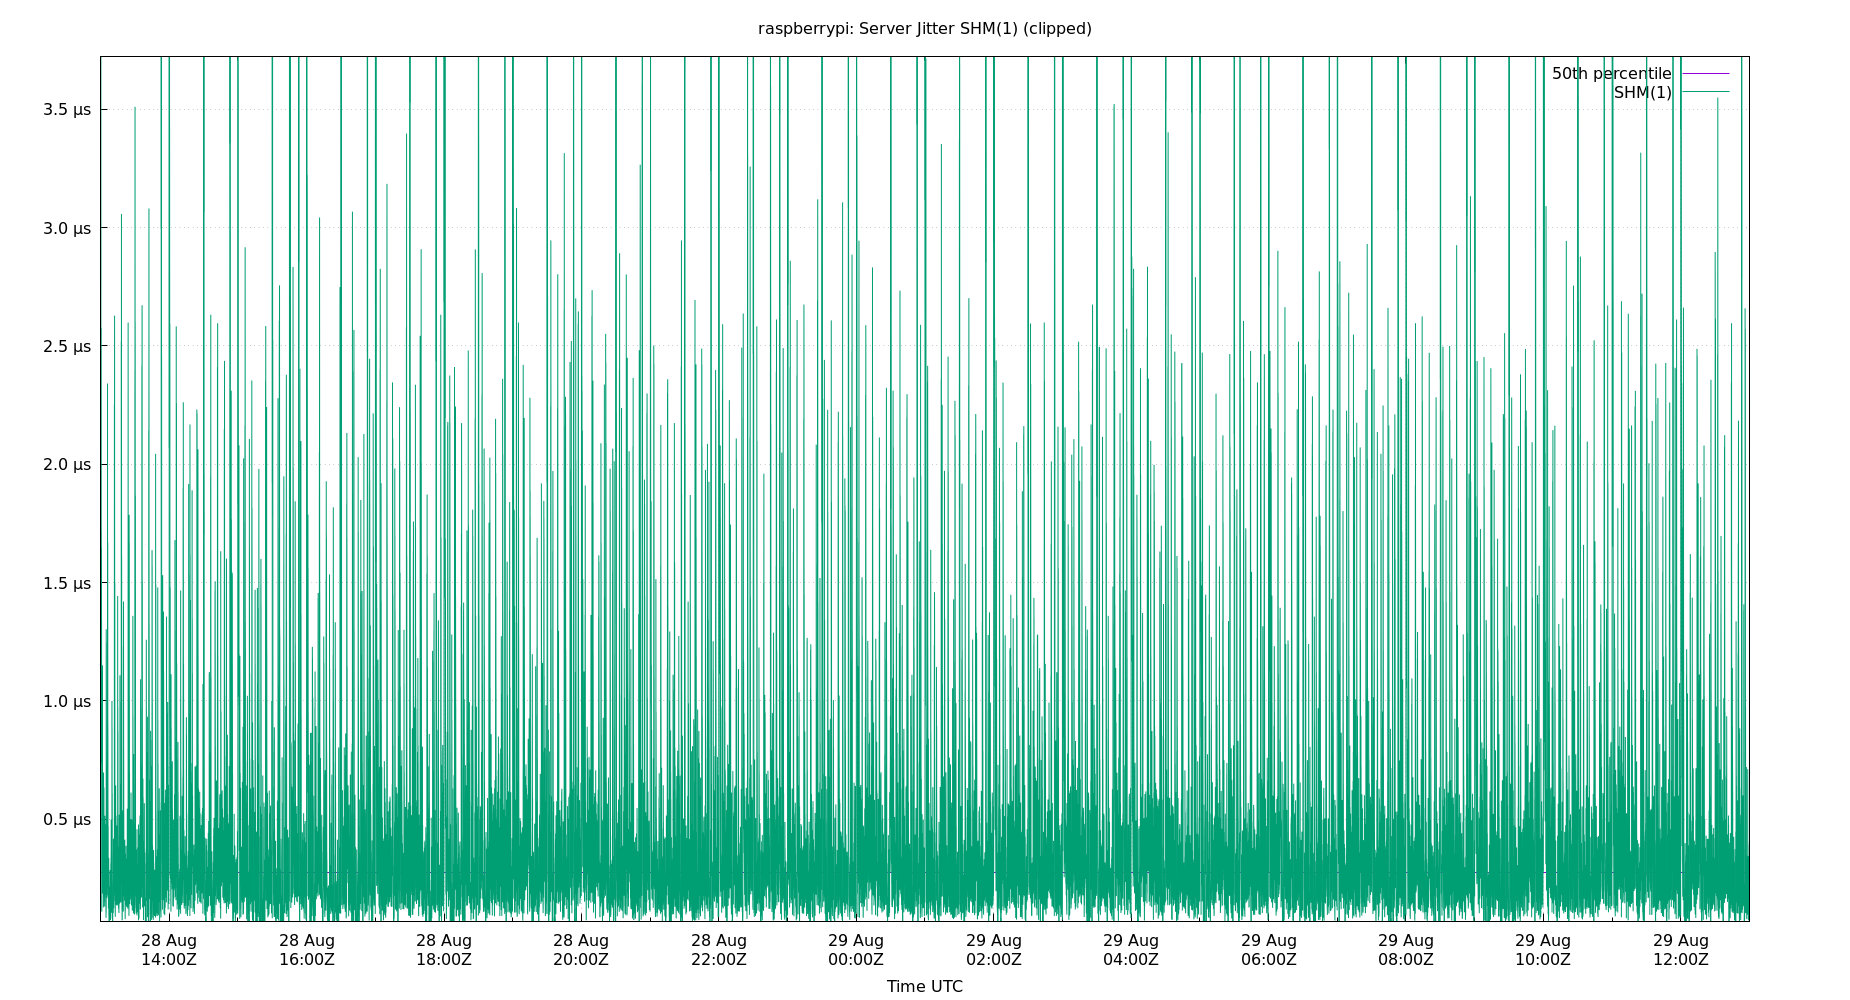 raspberrypi: Server Jitter SHM(1) (clipped)
50th percentile
SHM(1)
3.5 µs
3.0 µs
2.5 µs
2.0 µs
1.5 µs
1.0 µs
0.5 µs
28 Aug 28 Aug 28 Aug 28 Aug 28 Aug 29 Aug 29 Aug 29 Aug 29 Aug 29 Aug 29 Aug 29 Aug
14:00Z 16:00Z 18:00Z 20:00Z 22:00Z 00:00Z 02:00Z 04:00Z 06:00Z 08:00Z 10:00Z 12:00Z
Time UTC